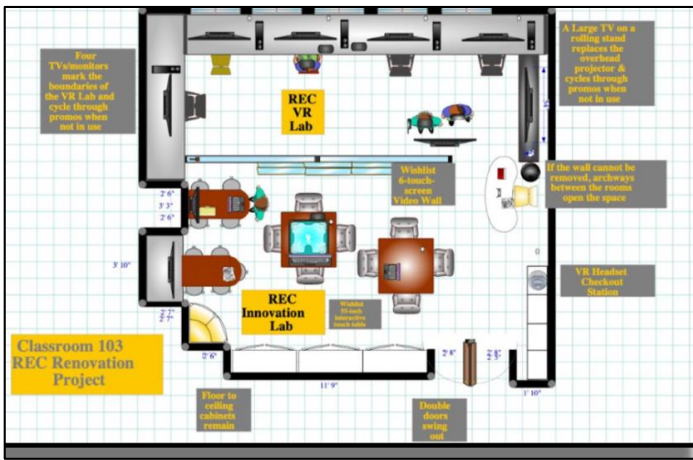 Four
TVs/monitors
mark the
boundaries of
the VR Lab and
cycle through
promos when
not in use
REC
VR
Lab
A Large TV on a
rolling stand
replaces the
overhead
projector &
cycles through
promos when
not in use
Wishlist
6-touch-
screen
Video Wall
If the wall cannot be
removed, archways
between the rooms
open the space
2' 6"
3' 3"
2' 6"
3' 10"
VR Headset
Checkout
Station
REC
Innovation
Lab
Wishlist
55-inch
interactive
touch table
Classroom 103
REC Renovation
Project
2' 6"
11' 9"
2' 8"
1' 10"
Floor to
ceiling
cabinets
remain
Double
doors
swing
out